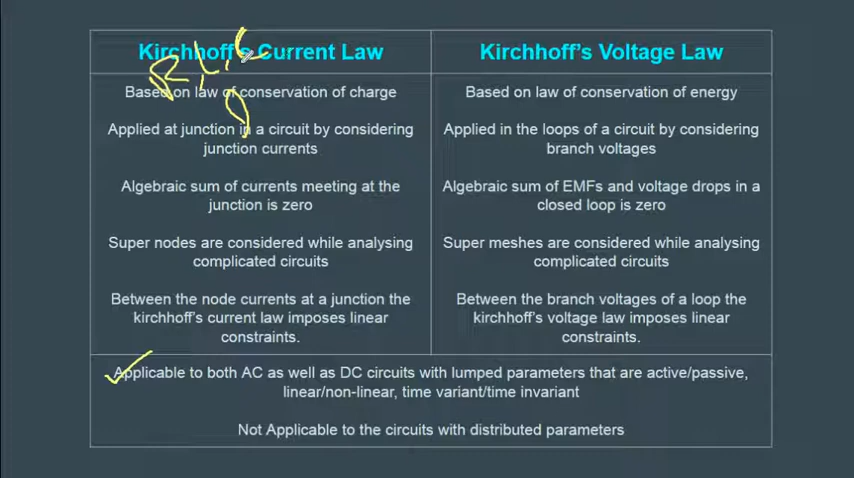 Kirchhoff's Current Law
Based on law of conservation of charge
Applied at junction in a circuit by considering
junction currents
Algebraic sum of currents meeting at the
junction is zero
Super nodes are considered while analysing
complicated circuits
Between the node currents at a junction the
kirchhoff's current law imposes linear
constraints.
Kirchhoff's Voltage Law
Based on law of conservation of energy
Applied in the loops of a circuit by considering
branch voltages
Algebraic sum of EMFs and voltage drops in a
closed loop is zero
Super meshes are considered while analysing
complicated circuits
Between the branch voltages of a loop the
kirchhoff's voltage law imposes linear
constraints.
Applicable to both AC as well as DC circuits with lumped parameters that are active/passive,
linear/non-linear, time variant/time invariant
Not Applicable to the circuits with distributed parameters